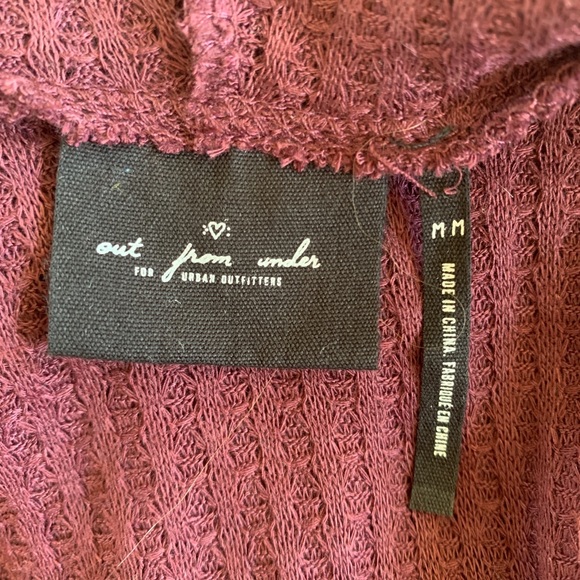 out from under
FOR URBAN OUTFITTERS
M M
MADE IN CHINA. FABRIQUÉ EN CHINE